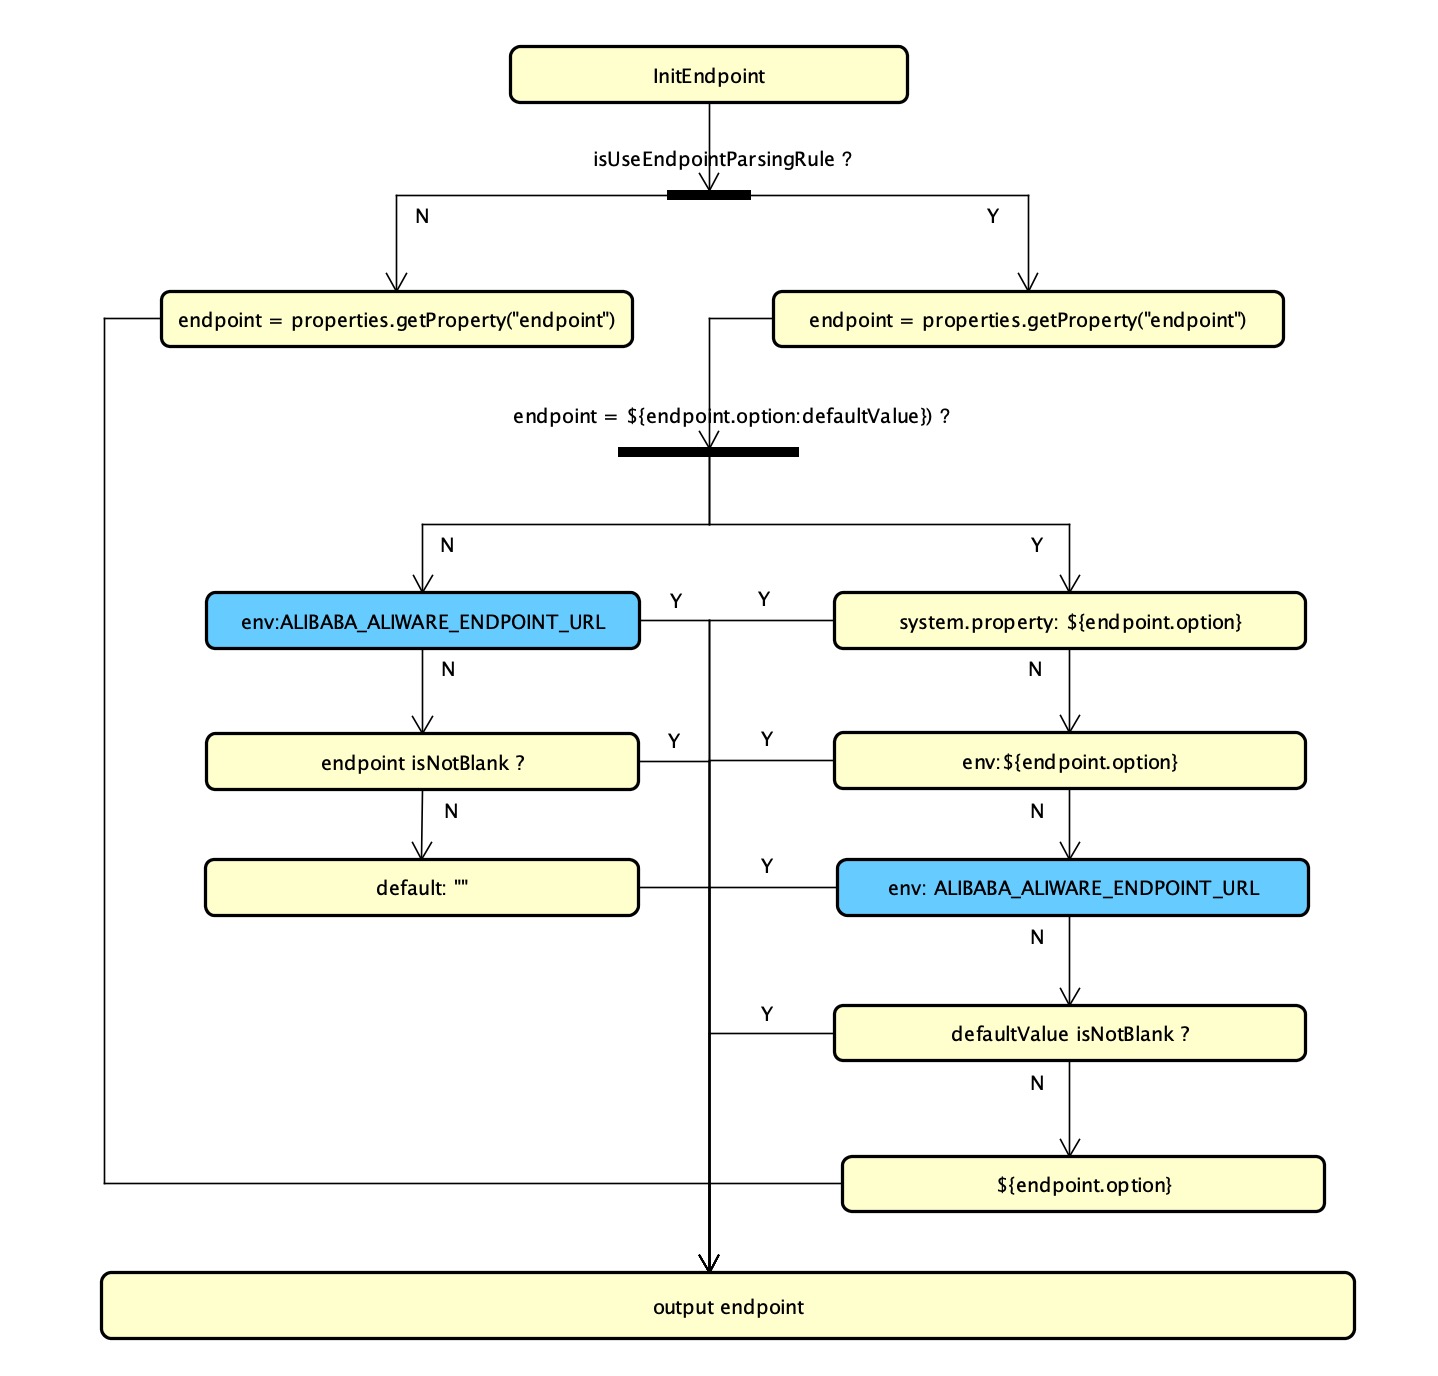 InitEndpoint
isUseEndpointParsingRule ?
N
Y
endpoint = properties.getProperty("endpoint")
endpoint = properties.getProperty("endpoint")
endpoint = ${endpoint.option:defaultValue}) ?
N
Y
env:ALIBABA_ALIWARE_ENDPOINT_URL
Y
Y
system.property: ${endpoint.option}
N
N
endpoint isNotBlank ?
Y
Y
env:${endpoint.option}
N
N
default: ""
Y
env: ALIBABA_ALIWARE_ENDPOINT_URL
N
Y
defaultValue isNotBlank ?
N
${endpoint.option}
output endpoint